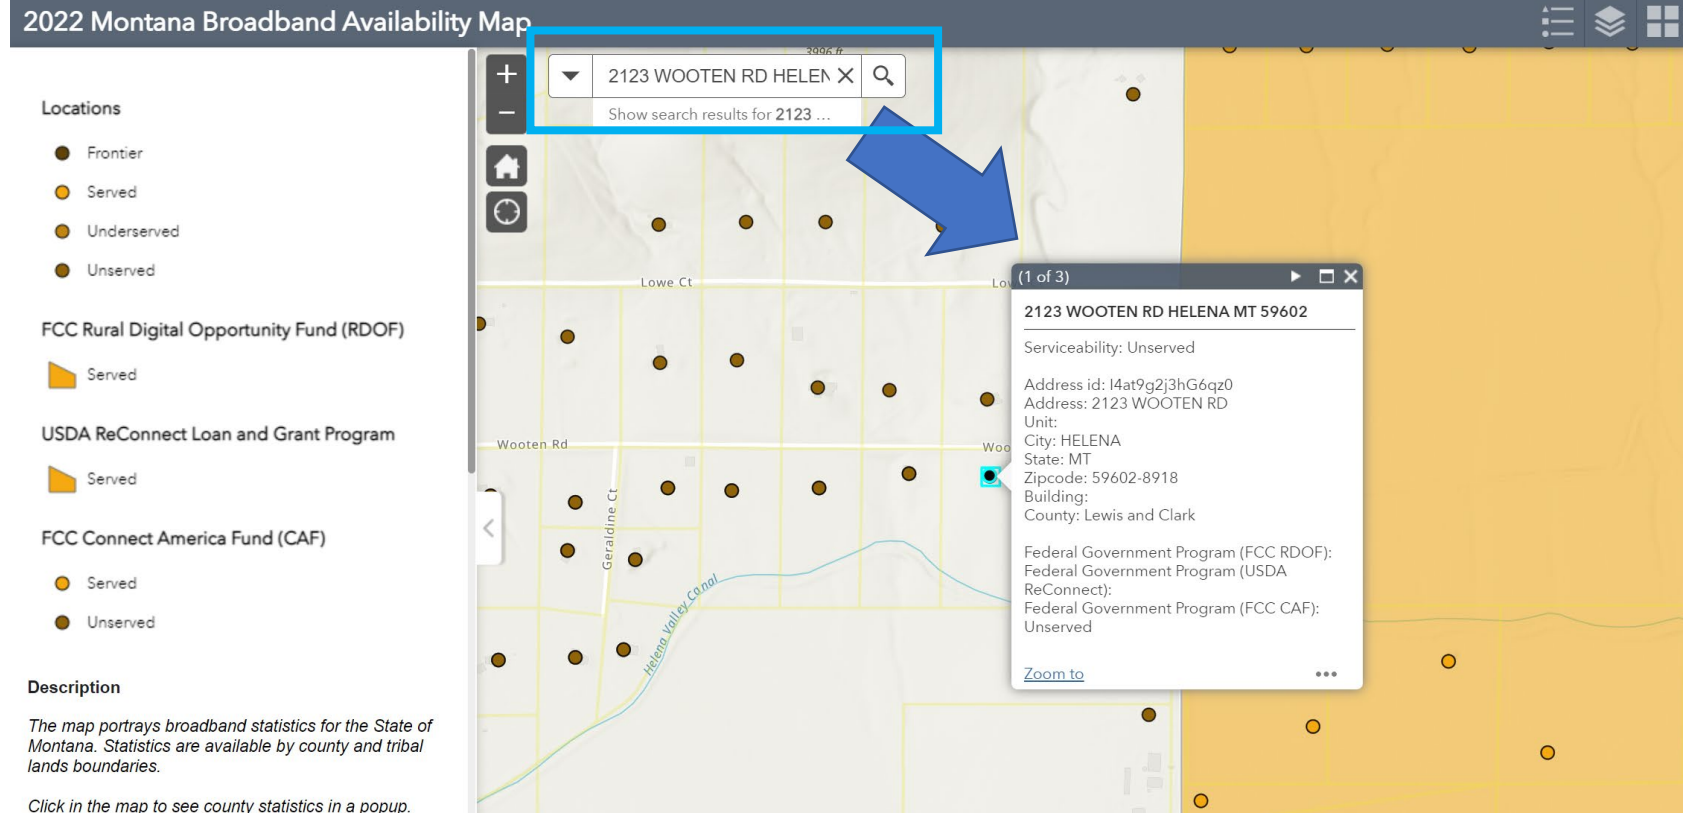 2022 Montana Broadband Availability Map
3996 ft
+
2123 WOOTEN RD HELEN
Show search results for 2123 ...
−
Locations
Frontier
Served
Underserved
Unserved
FCC Rural Digital Opportunity Fund (RDOF)
Served
USDA ReConnect Loan and Grant Program
Served
FCC Connect America Fund (CAF)
Served
Unserved
Description
The map portrays broadband statistics for the State of
Montana. Statistics are available by county and tribal
lands boundaries.
Click in the map to see county statistics in a popup.
Lowe Ct
Lov
Wooten Rd
Woo
Geraldine Ct
Helena Valley Canal
(1 of 3)
2123 WOOTEN RD HELENA MT 59602
Serviceability: Unserved
Address id: I4at9g2j3hG6qz0
Address: 2123 WOOTEN RD
Unit:
City: HELENA
State: MT
Zipcode: 59602-8918
Building:
County: Lewis and Clark
Federal Government Program (FCC RDOF):
Federal Government Program (USDA
ReConnect):
Federal Government Program (FCC CAF):
Unserved
Zoom to